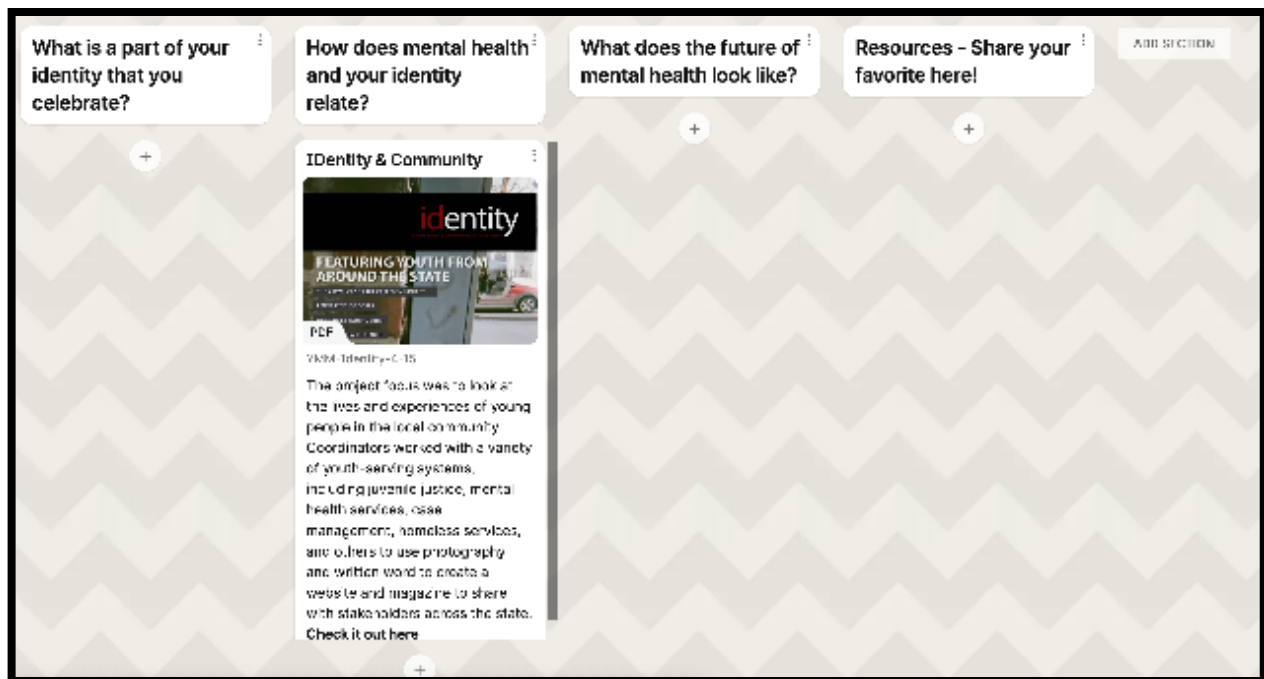 What is a part of your
identity that you
celebrate?
How does mental health
and your identity
relate?
What does the future of
mental health look like?
Resources - Share your
favorite here!
ADD SECTION
IDentity & Community
identity
FEATURING YOUTH FROM
AROUND THE STATE
PDF
YMM-Identity-4-15
The project focus was to look at
the lives and experiences of young
people in the local community
Coordinators worked with a variety
of youth-serving systems,
including juvenile justice, mental
health services, case
management, homeless services,
and others to use photography
and written word to create a
website and magazine to share
with stakeholders across the state.
Check it out here